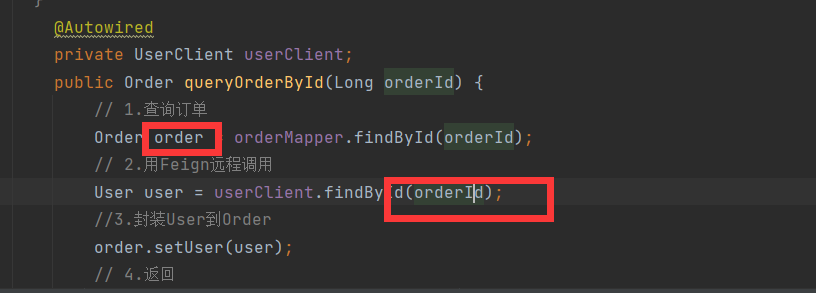 }
@Autowired
private UserClient userClient;
public Order queryOrderById(Long orderId) {
// 1.查询订单
Order order = orderMapper.findById(orderId);
// 2.用Feign远程调用
User user = userClient.findById(orderId);
//3.封装User到Order
order.setUser(user);
// 4.返回